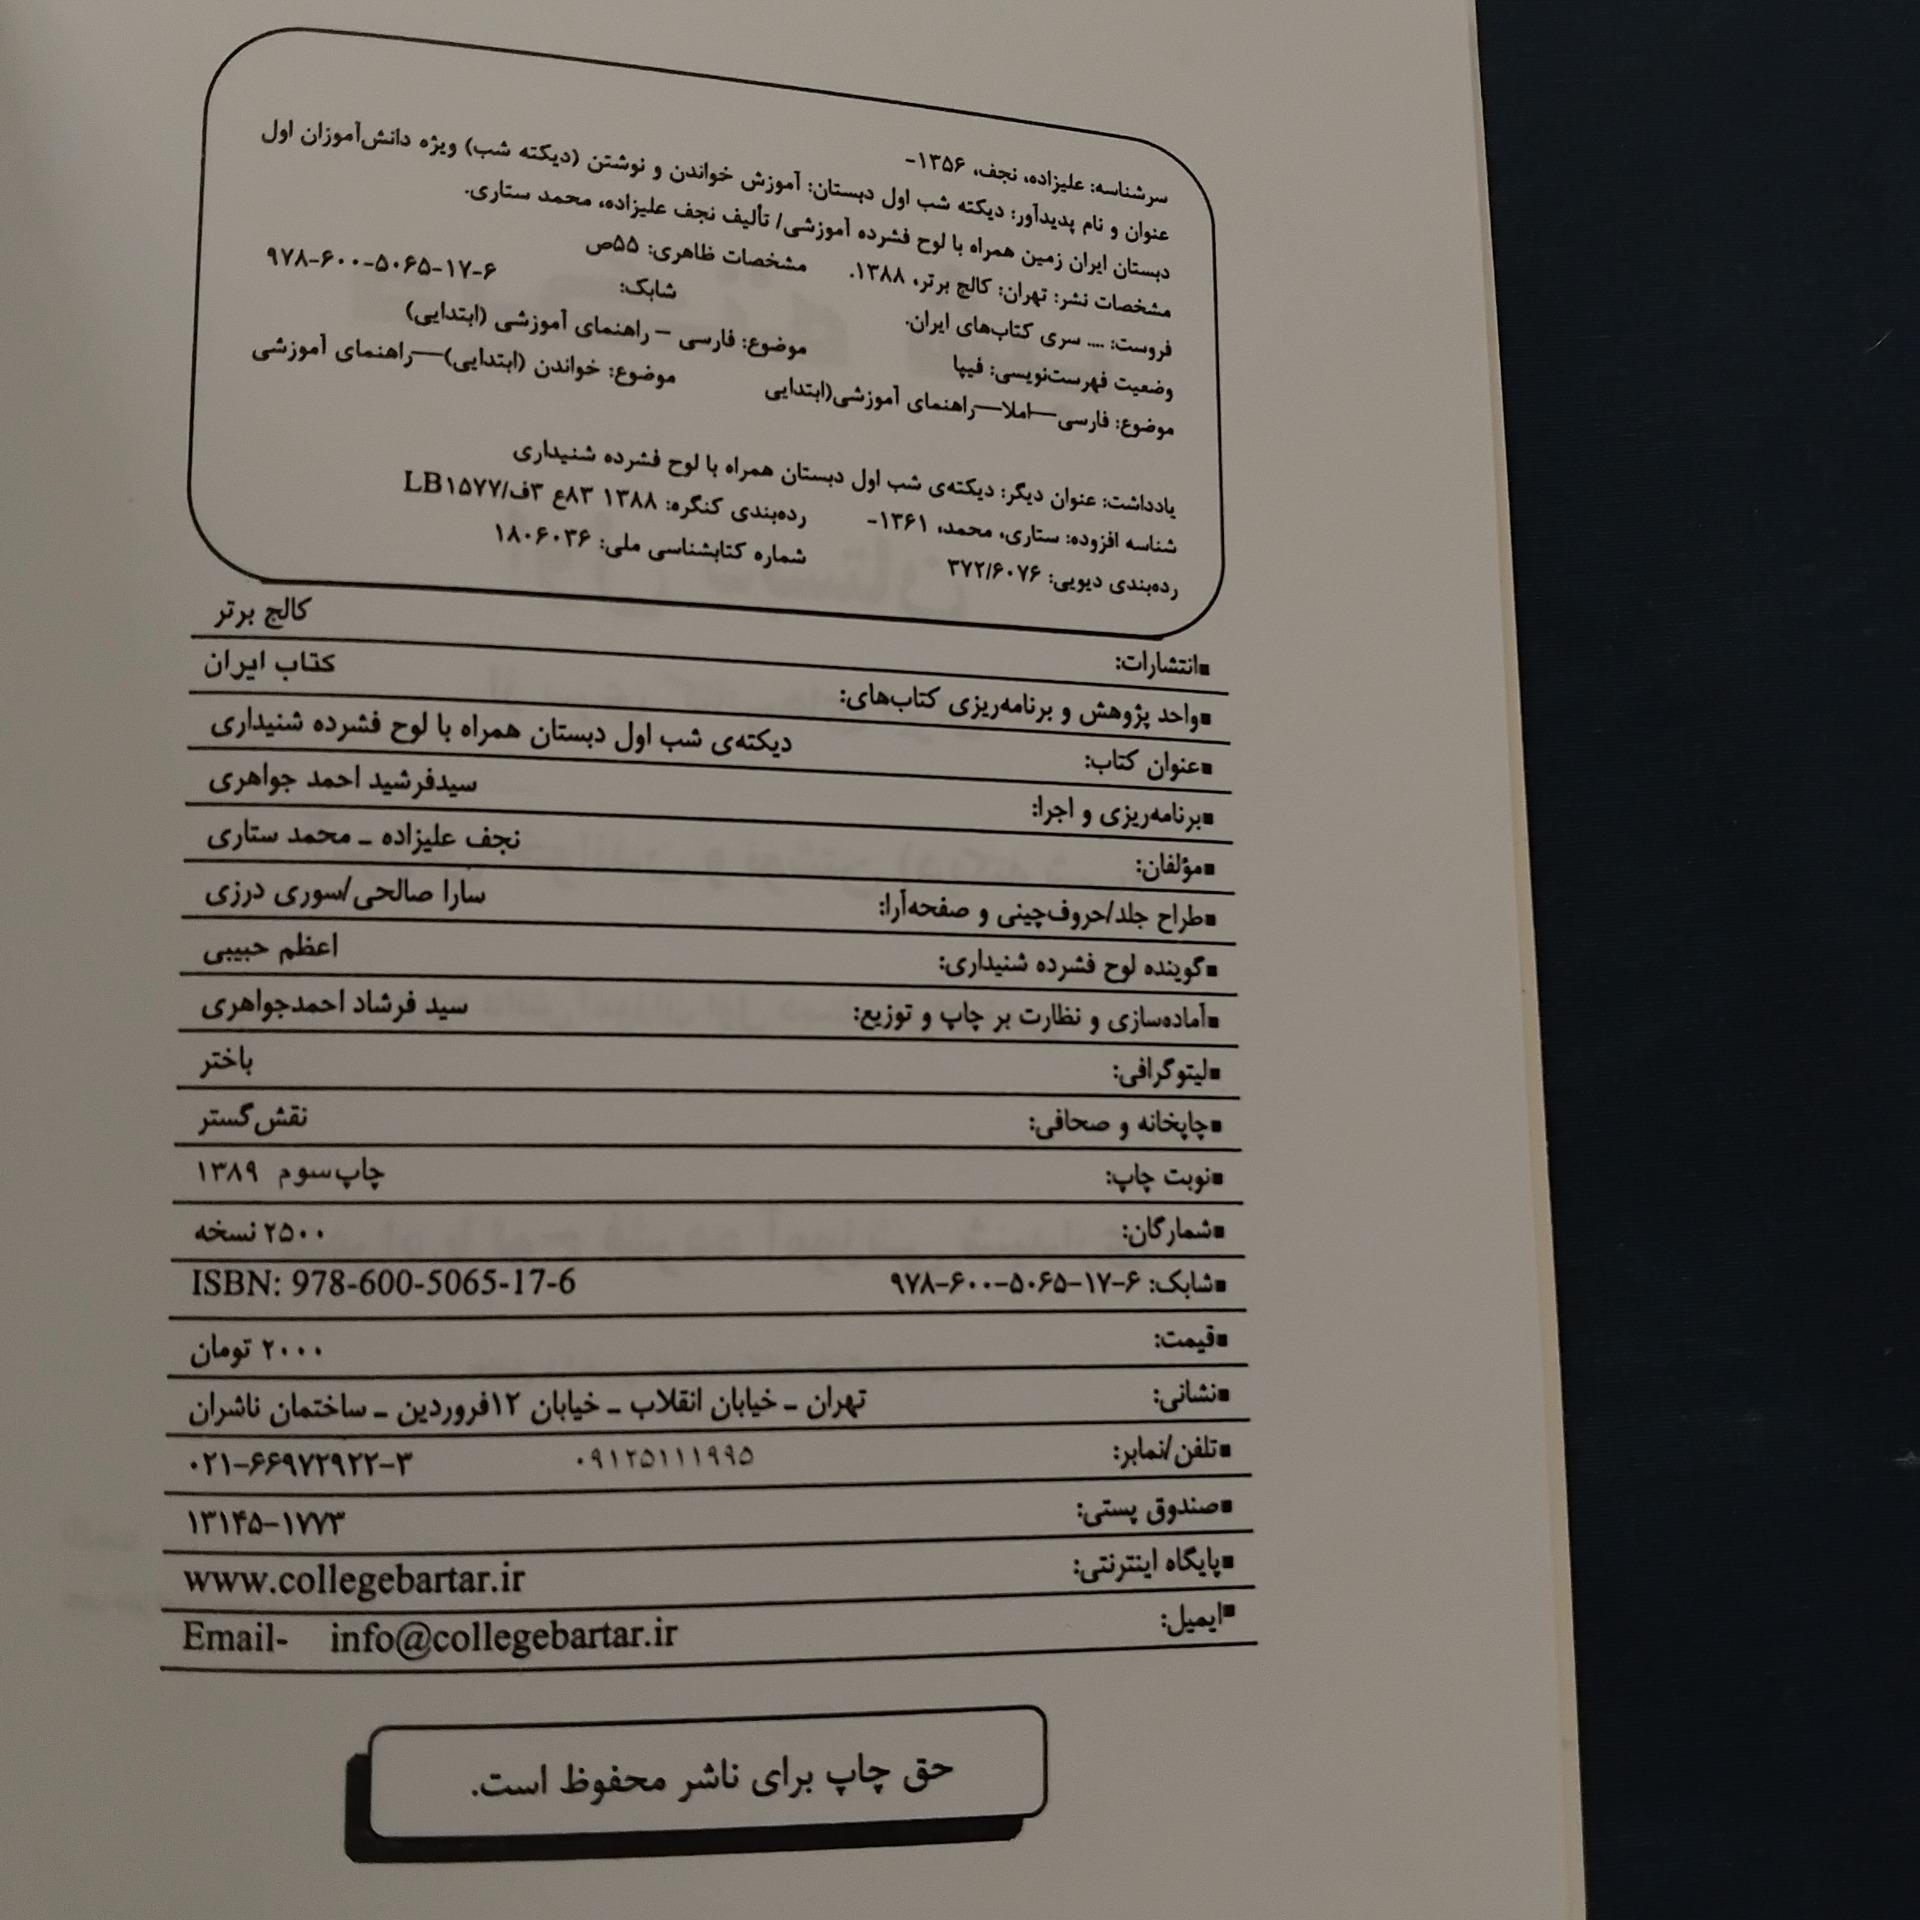 سرشناسه: علیزاده، نجف، ۱۳۵۶-
عنوان و نام پدیدآور: دیکته شب اول دبستان: آموزش خواندن و نوشتن (دیکته شب) ویژه دانش‌آموزان اول
دبستان ایران زمین همراه با لوح فشرده آموزشی/ تألیف نجف علیزاده، محمد ستاری.
مشخصات نشر: تهران: کالج برتر، ۱۳۸۸. مشخصات ظاهری: ۵۵ص
فروست: .... سری کتاب‌های ایران. شابک: ۹۷۸-۶۰۰-۵۰۶۵-۱۷-۶
وضعیت فهرست‌نویسی: فیپا موضوع: فارسی – راهنمای آموزشی (ابتدایی)
موضوع: فارسی—املا—راهنمای آموزشی(ابتدایی موضوع: خواندن (ابتدایی)—راهنمای آموزشی
یادداشت: عنوان دیگر: دیکته‌ی شب اول دبستان همراه با لوح فشرده شنیداری
شناسه افزوده: ستاری، محمد، ۱۳۶۱- رده‌بندی کنگره: ۱۳۸۸ ۸۳ع ۳ف/LB۱۵۷۷
رده‌بندی دیویی: ۳۷۲/۶۰۷۶ شماره کتابشناسی ملی: ۱۸۰۶۰۳۶
■انتشارات: کالج برتر
■واحد پژوهش و برنامه‌ریزی کتاب‌های: کتاب ایران
■عنوان کتاب: دیکته‌ی شب اول دبستان همراه با لوح فشرده شنیداری
■برنامه‌ریزی و اجرا: سیدفرشید احمد جواهری
■مؤلفان: نجف علیزاده ـ محمد ستاری
■طراح جلد/حروف‌چینی و صفحه‌آرا: سارا صالحی/سوری درزی
■گوینده لوح فشرده شنیداری: اعظم حبیبی
■آماده‌سازی و نظارت بر چاپ و توزیع: سید فرشاد احمدجواهری
■لیتوگرافی: باختر
■چاپخانه و صحافی: نقش‌گستر
■نوبت چاپ: چاپ‌سوم ۱۳۸۹
■شمارگان: ۲۵۰۰ نسخه
■شابک: ۹۷۸-۶۰۰-۵۰۶۵-۱۷-۶ ISBN: 978-600-5065-17-6
■قیمت: ۲۰۰۰ تومان
■نشانی: تهران ـ خیابان انقلاب ـ خیابان ۱۲فروردین ـ ساختمان ناشران
■تلفن/نمابر: ۰۹۱۲۵۱۱۱۹۹۵ ۰۲۱-۶۶۹۷۲۹۲۲-۳
■صندوق پستی: ۱۳۱۴۵-۱۷۷۳
■پایگاه اینترنتی: www.collegebartar.ir
■ایمیل: Email- info@collegebartar.ir
حق چاپ برای ناشر محفوظ است.